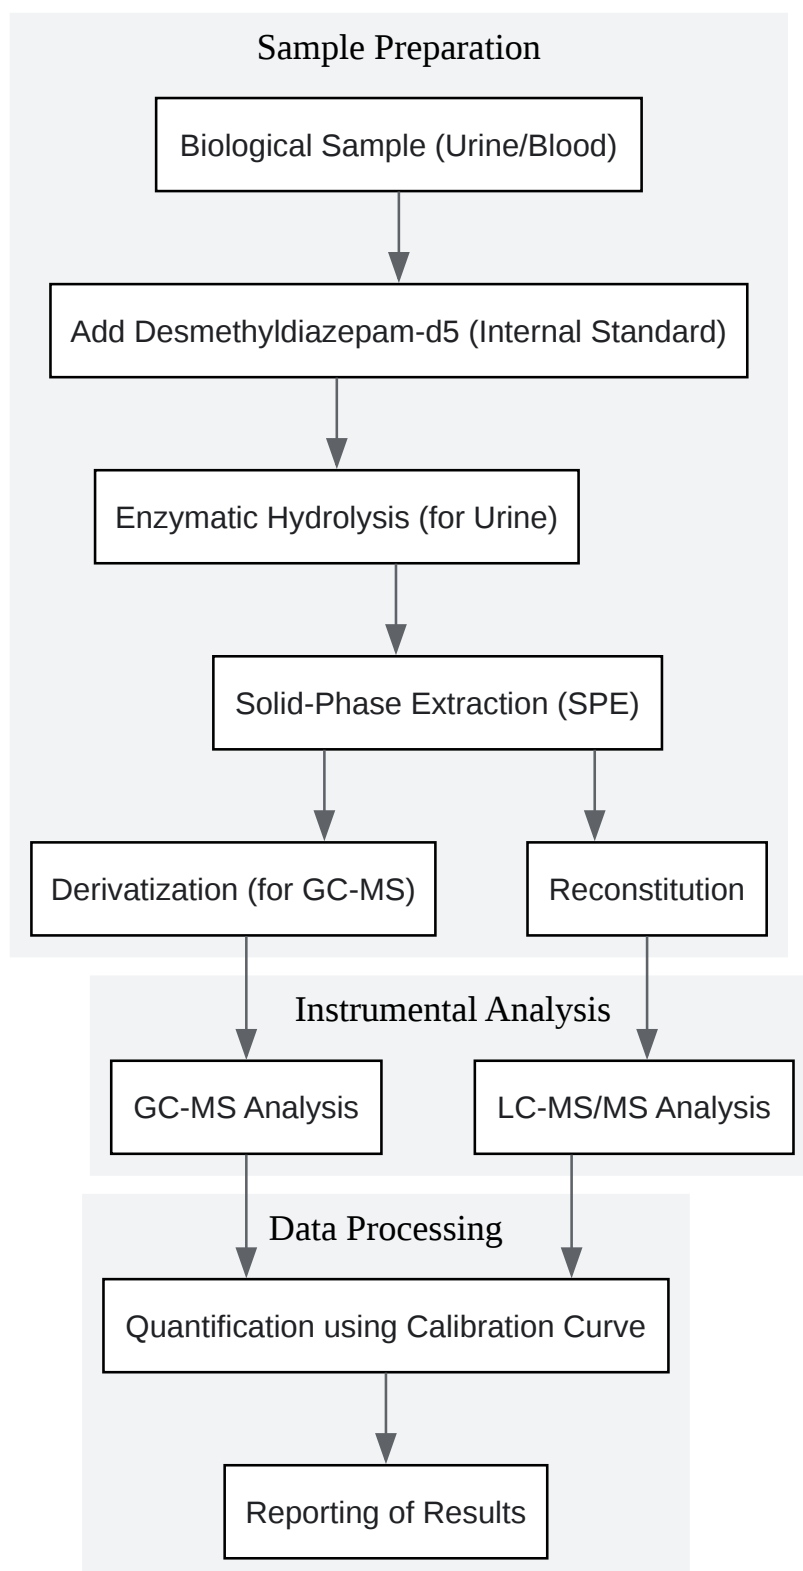 Sample Preparation
Biological Sample (Urine/Blood)
Add Desmethyldiazepam-d5 (Internal Standard)
Enzymatic Hydrolysis (for Urine)
Solid-Phase Extraction (SPE)
Derivatization (for GC-MS)
Reconstitution
Instrumental Analysis
GC-MS Analysis
LC-MS/MS Analysis
Data Processing
Quantification using Calibration Curve
Reporting of Results